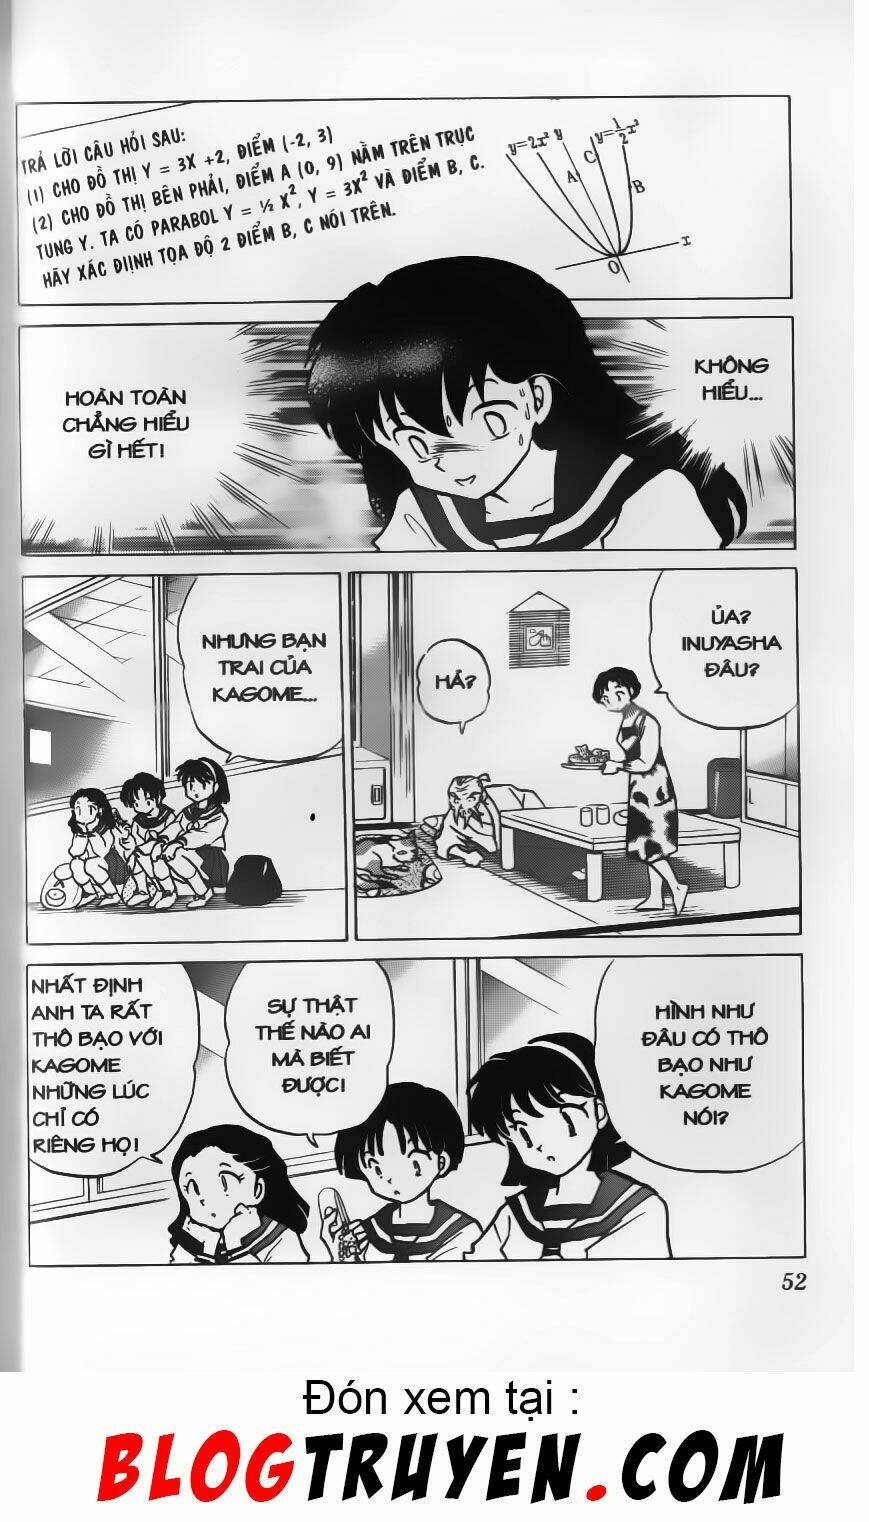 TRẢ LỜI CÂU HỎI SAU:
(1) CHO ĐỒ THỊ Y = 3X +2, ĐIỂM (-2, 3)
(2) CHO ĐỒ THỊ BÊN PHẢI, ĐIỂM A (0, 9) NẰM TRÊN TRỤC
TUNG Y. TA CÓ PARABOL Y = ½ X², Y = 3X² VÀ ĐIỂM B, C.
HÃY XÁC ĐỊINH TỌA ĐỘ 2 ĐIỂM B, C NÓI TRÊN.
y=2x²
y
y=½x²
C
A
B
x
O
KHÔNG
HIỂU...
HOÀN TOÀN
CHẲNG HIỂU
GÌ HẾT!
ỦA?
INUYASHA
ĐÂU?
HẢ?
NHƯNG BẠN
TRAI CỦA
KAGOME...
HÌNH NHƯ
ĐÂU CÓ THÔ
BẠO NHƯ
KAGOME
NÓI?
SỰ THẬT
THẾ NÀO AI
MÀ BIẾT
ĐƯỢC!
NHẤT ĐỊNH
ANH TA RẤT
THÔ BẠO VỚI
KAGOME
NHỮNG LÚC
CHỈ CÓ
RIÊNG HỌ!
52
Đón xem tại :
BLOGTRUYEN.COM